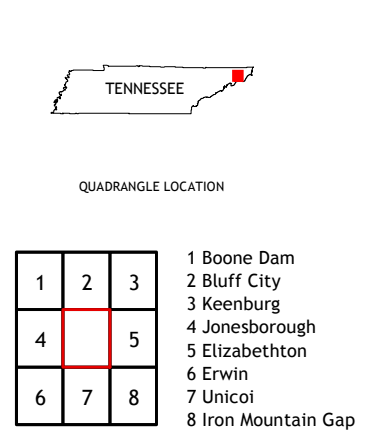 TENNESSEE
QUADRANGLE LOCATION
1 2 3
4 5
6 7 8
1 Boone Dam
2 Bluff City
3 Keenburg
4 Jonesborough
5 Elizabethton
6 Erwin
7 Unicoi
8 Iron Mountain Gap